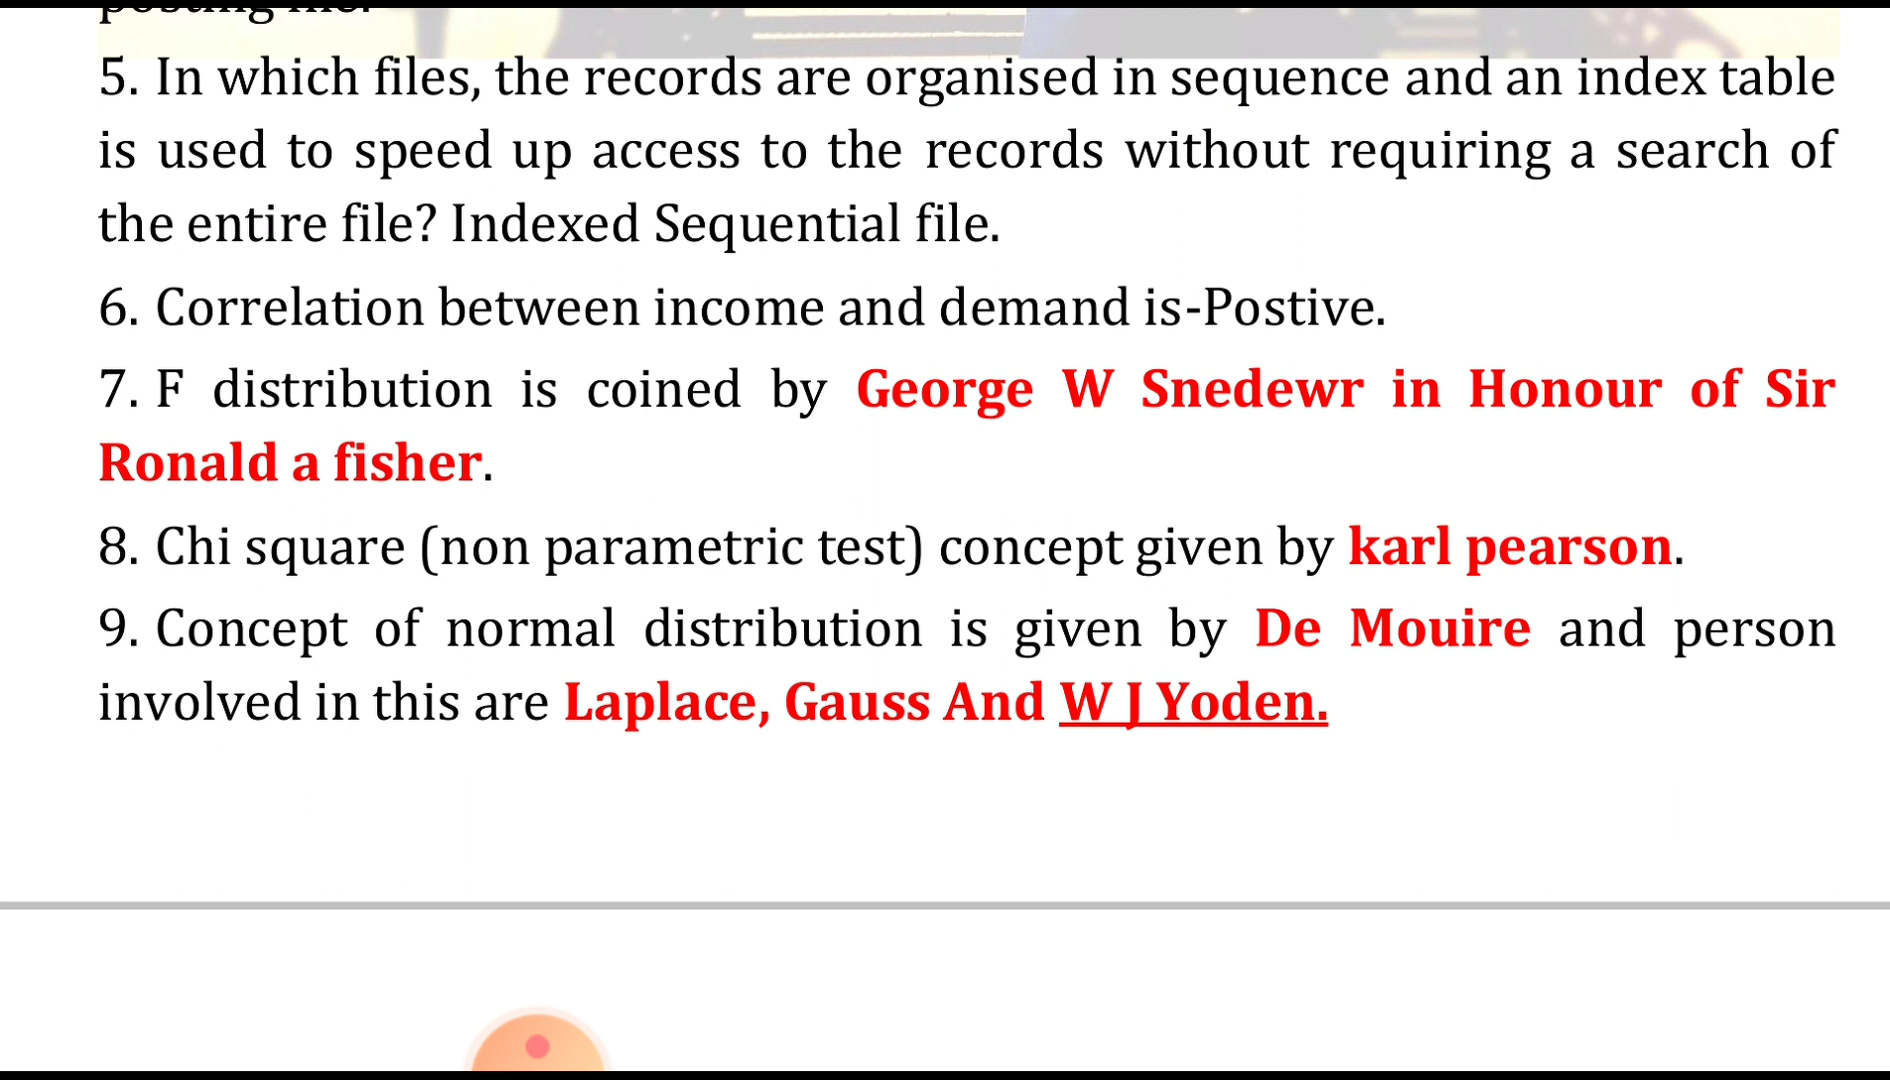 5. In which files, the records are organised in sequence and an index table
is used to speed up access to the records without requiring a search of
the entire file? Indexed Sequential file.
6. Correlation between income and demand is-Postive.
7. F distribution is coined by George W Snedewr in Honour of Sir
Ronald a fisher.
8. Chi square (non parametric test) concept given by karl pearson.
9. Concept of normal distribution is given by De Mouire and person
involved in this are Laplace, Gauss And W J Yoden.